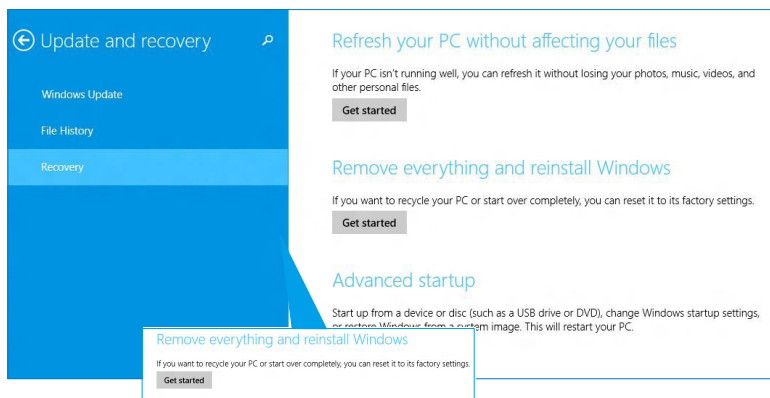 Update and recovery
Windows Update
File History
Recovery
Refresh your PC without affecting your files
If your PC isn't running well, you can refresh it without losing your photos, music, videos, and
other personal files.
Get started
Remove everything and reinstall Windows
If you want to recycle your PC or start over completely, you can reset it to its factory settings.
Get started
Advanced startup
Start up from a device or disc (such as a USB drive or DVD), change Windows startup settings,
or restore Windows from a system image. This will restart your PC.
Remove everything and reinstall Windows
If you want to recycle your PC or start over completely, you can reset it to its factory settings.
Get started